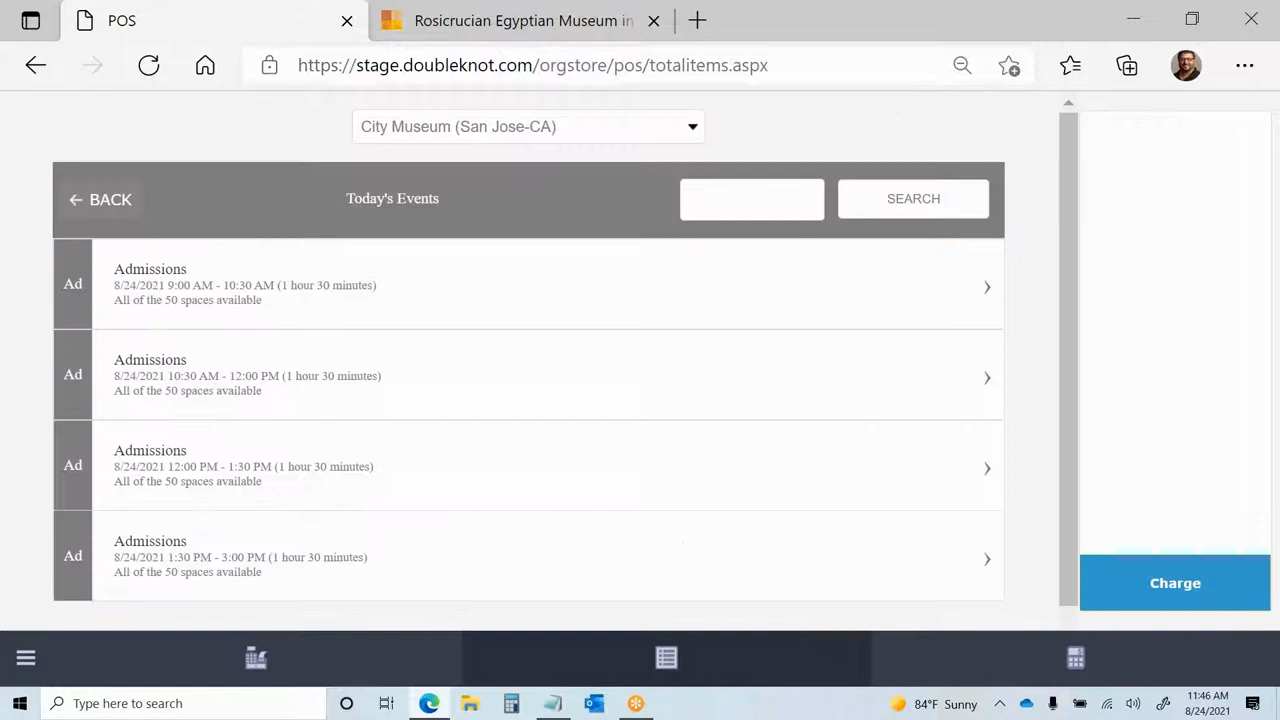 POS
Rosicrucian Egyptian Museum in
https://stage.doubleknot.com/orgstore/pos/totalitems.aspx
City Museum (San Jose-CA)
BACK
Today's Events
SEARCH
Ad
Admissions
8/24/2021 9:00 AM - 10:30 AM (1 hour 30 minutes)
All of the 50 spaces available
Ad
Admissions
8/24/2021 10:30 AM - 12:00 PM (1 hour 30 minutes)
All of the 50 spaces available
Ad
Admissions
8/24/2021 12:00 PM - 1:30 PM (1 hour 30 minutes)
All of the 50 spaces available
Ad
Admissions
8/24/2021 1:30 PM - 3:00 PM (1 hour 30 minutes)
All of the 50 spaces available
Charge
Type here to search
84°F Sunny
11:46 AM
8/24/2021